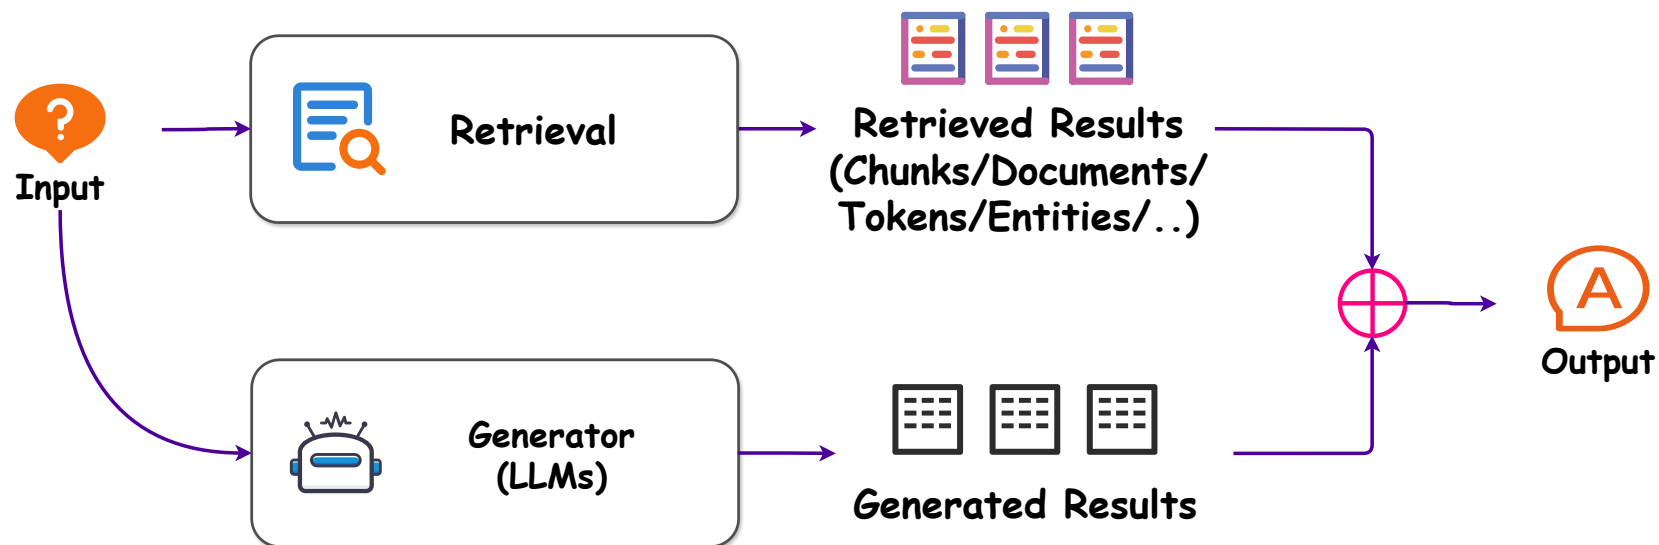 ?
Input
Retrieval
Retrieved Results
(Chunks/Documents/
Tokens/Entities/..)
Generator
(LLMs)
Generated Results
A
Output